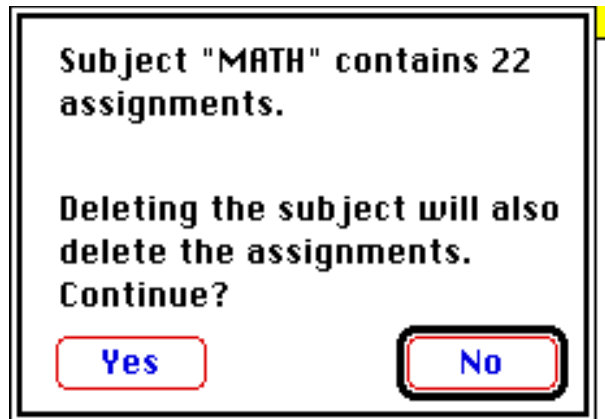 Subject "MATH" contains 22
assignments.
Deleting the subject will also
delete the assignments.
Continue?
Yes
No